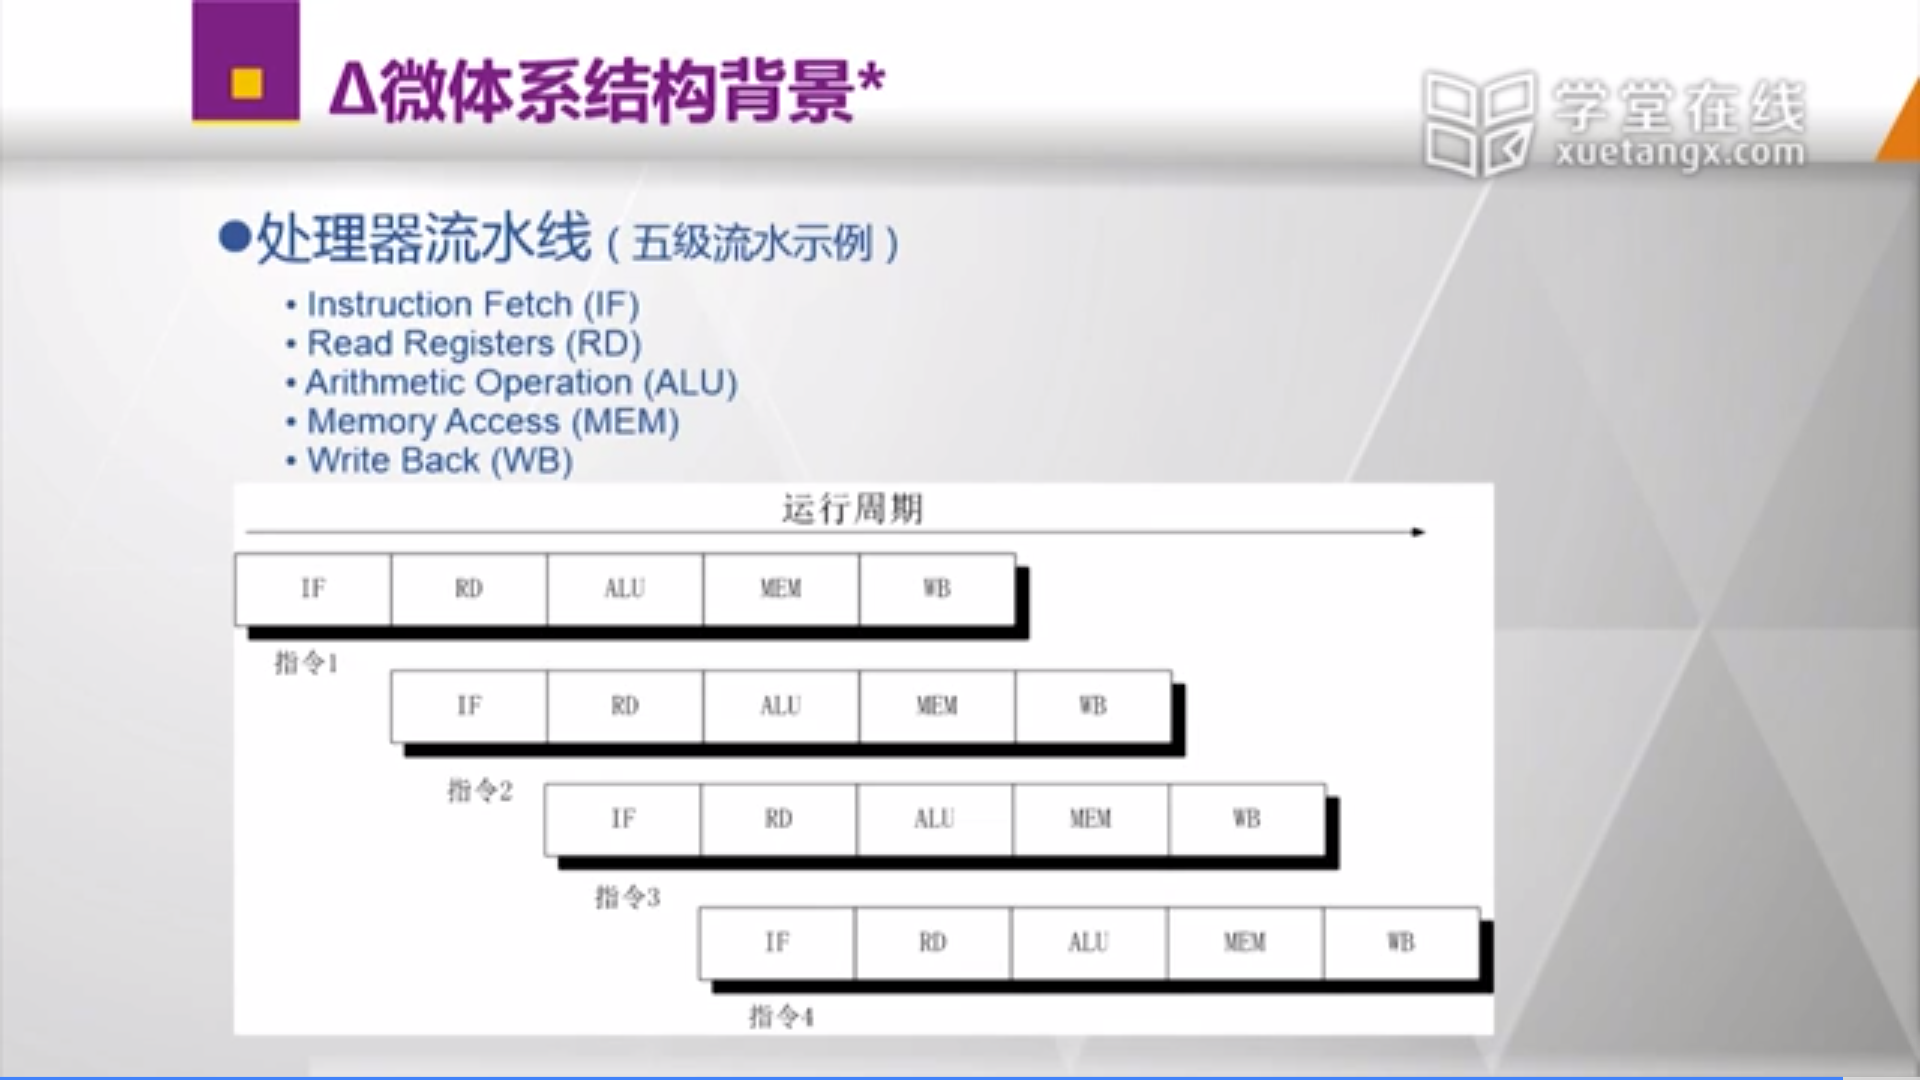 Δ微体系结构背景*
学堂在线
xuetangx.com
●处理器流水线(五级流水示例)
• Instruction Fetch (IF)
• Read Registers (RD)
• Arithmetic Operation (ALU)
• Memory Access (MEM)
• Write Back (WB)
运行周期
IF RD ALU MEM WB
指令1
IF RD ALU MEM WB
指令2
IF RD ALU MEM WB
指令3
IF RD ALU MEM WB
指令4